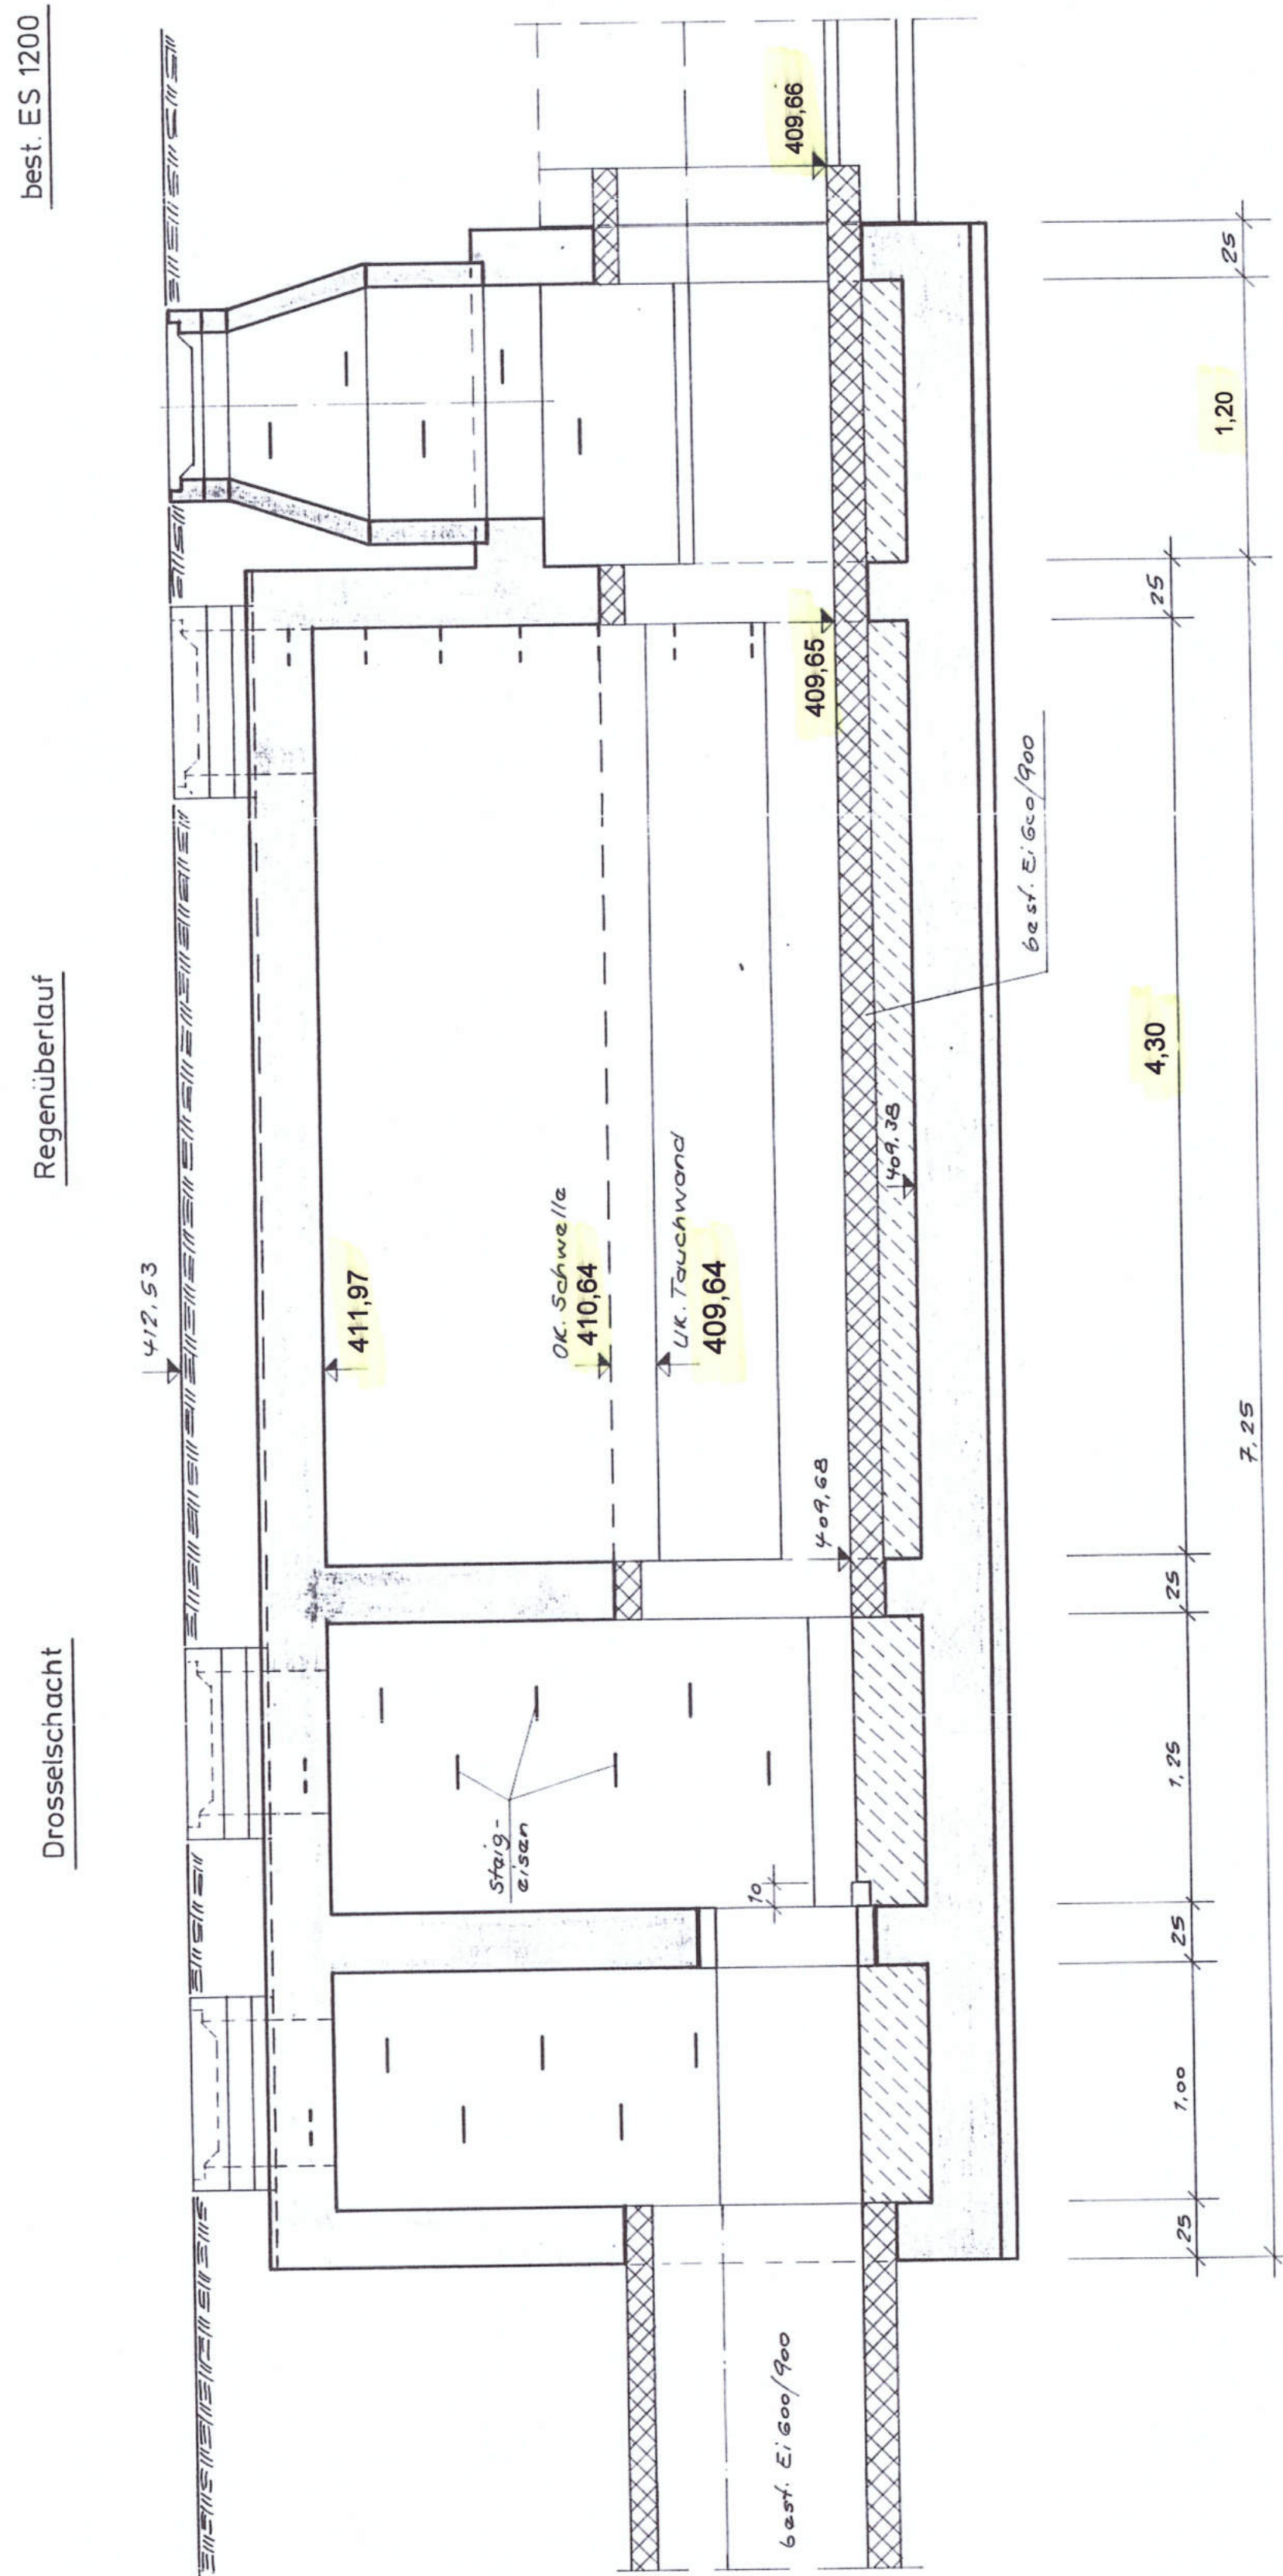 Drosselschacht
Regenüberlauf
best. ES 1200
412.53
411,97
OK. Schwelle
410,64
UK. Tauchwand
409,64
Steig-
eisen
10
409,68
409,65
409,66
409.38
best. Ei 600/900
best. Ei 600/900
25
1,00
25
1,25
25
4,30
25
7,25
1,20
25